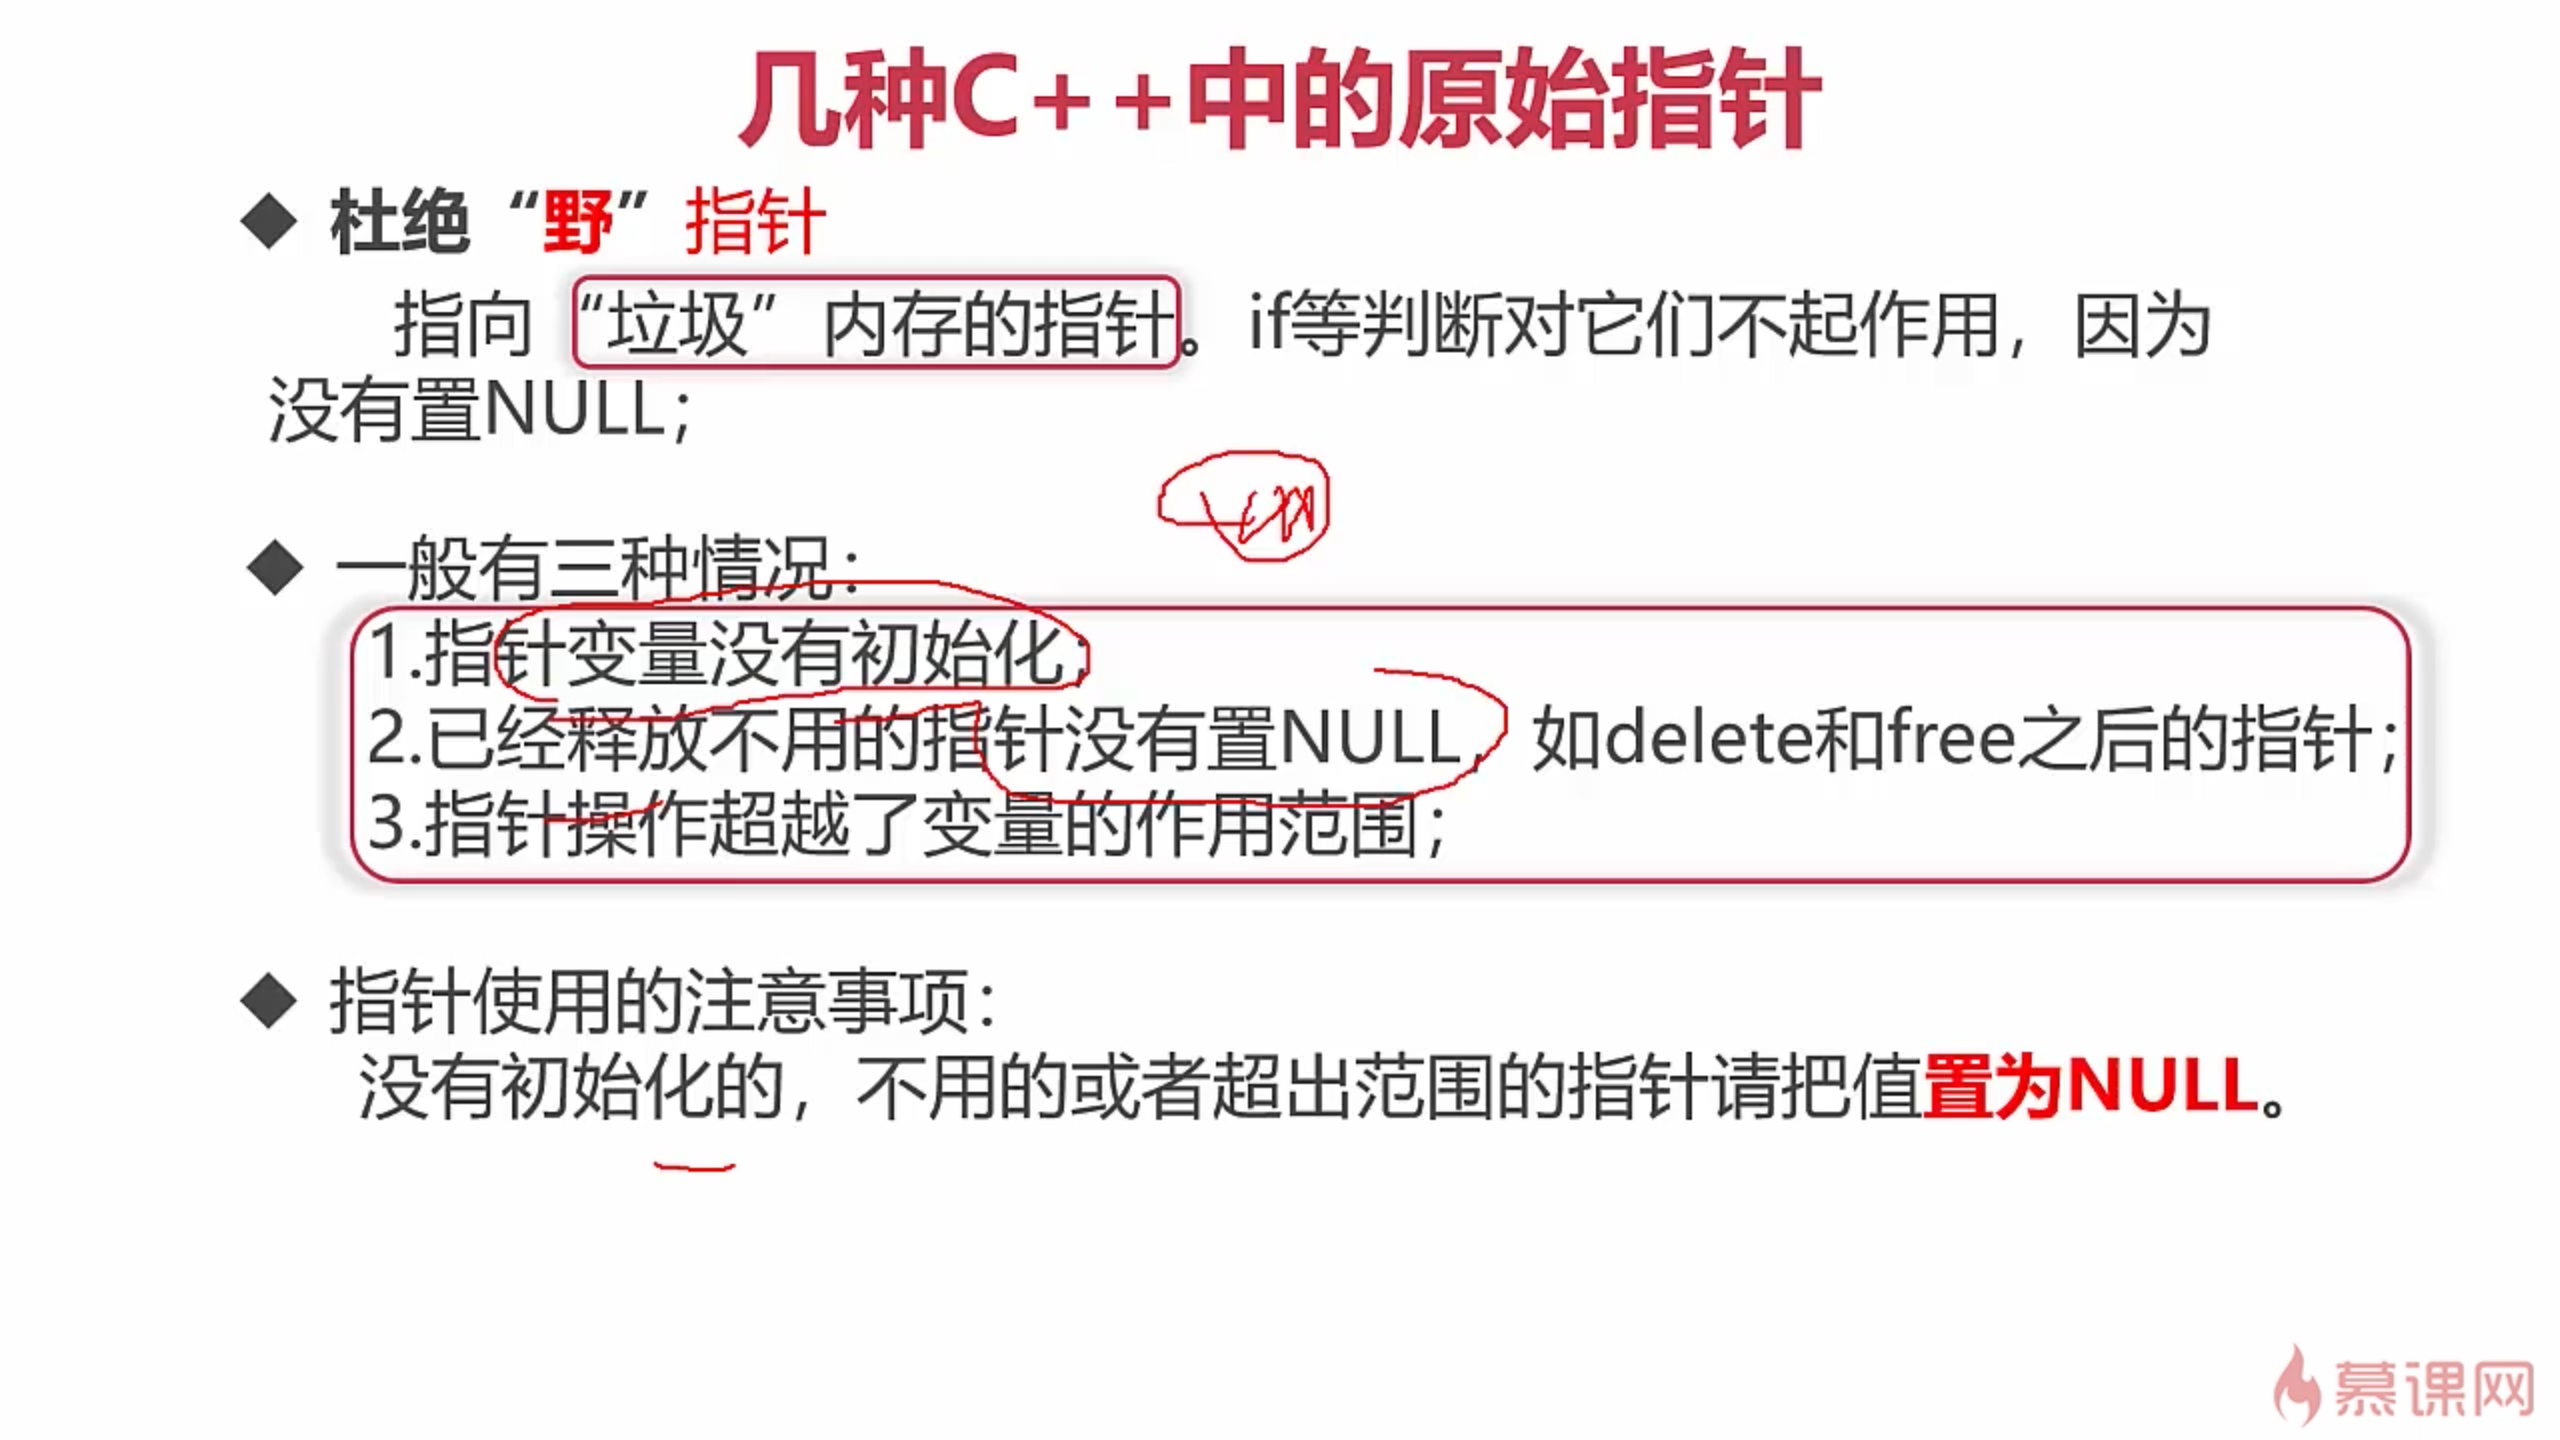 几种C++中的原始指针
杜绝“野”指针
指向“垃圾”内存的指针。if等判断对它们不起作用，因为
没有置NULL；
一般有三种情况：
1.指针变量没有初始化；
2.已经释放不用的指针没有置NULL，如delete和free之后的指针；
3.指针操作超越了变量的作用范围；
指针使用的注意事项：
没有初始化的，不用的或者超出范围的指针请把值置为NULL。
慕课网